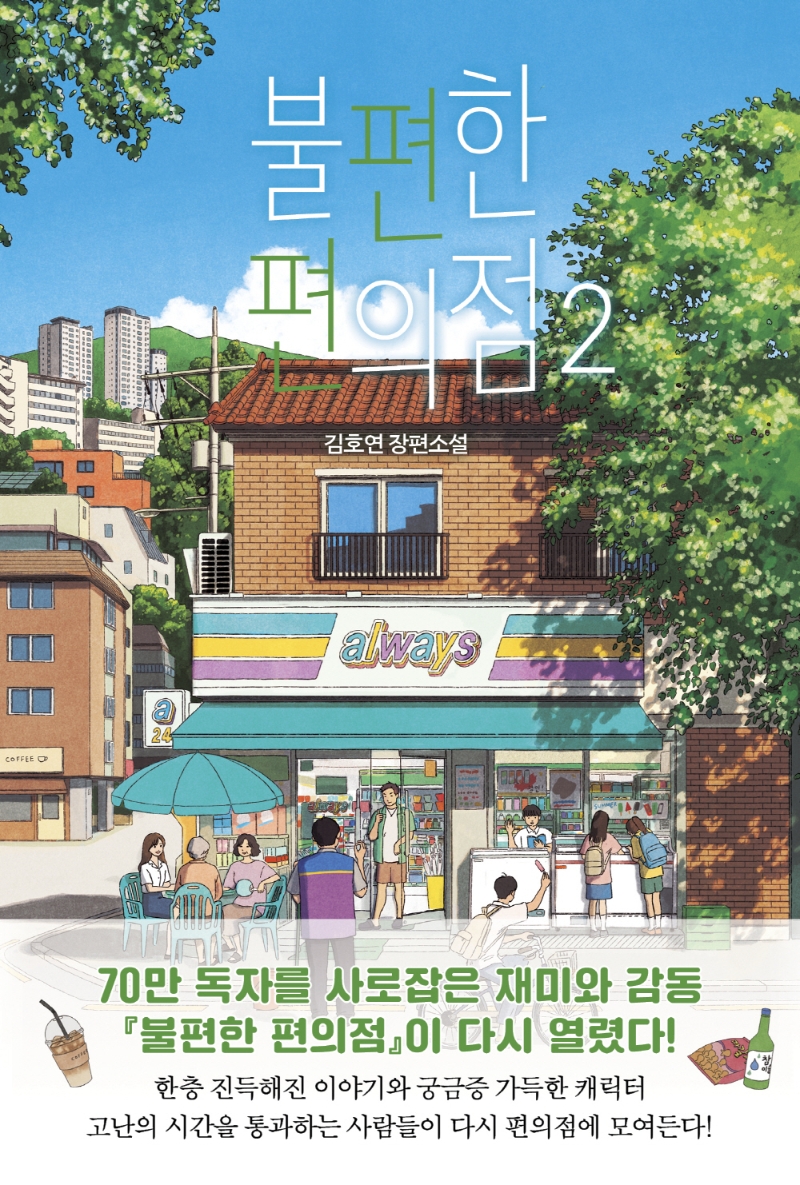 불편한
편의점2
김호연 장편소설
always
a
24
COFFEE
always
70만 독자를 사로잡은 재미와 감동
『불편한 편의점』이 다시 열렸다!
한층 진득해진 이야기와 궁금증 가득한 캐릭터
고난의 시간을 통과하는 사람들이 다시 편의점에 모여든다!